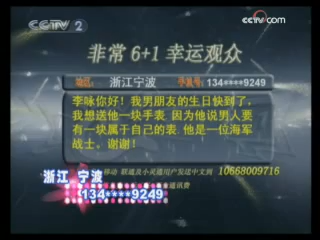 CCTV 2
CCTV.com
非常 6+1 幸运观众
地区: 浙江宁波 手机号: 134****9249
李咏你好!我男朋友的生日快到了,
我想送他一块手表.因为他说男人要
有一块属于自己的表.他是一位海军
战士。谢谢!
移动 联通及小灵通用户发送中文到 10668009716
浙江 宁波
134****9249
通讯费